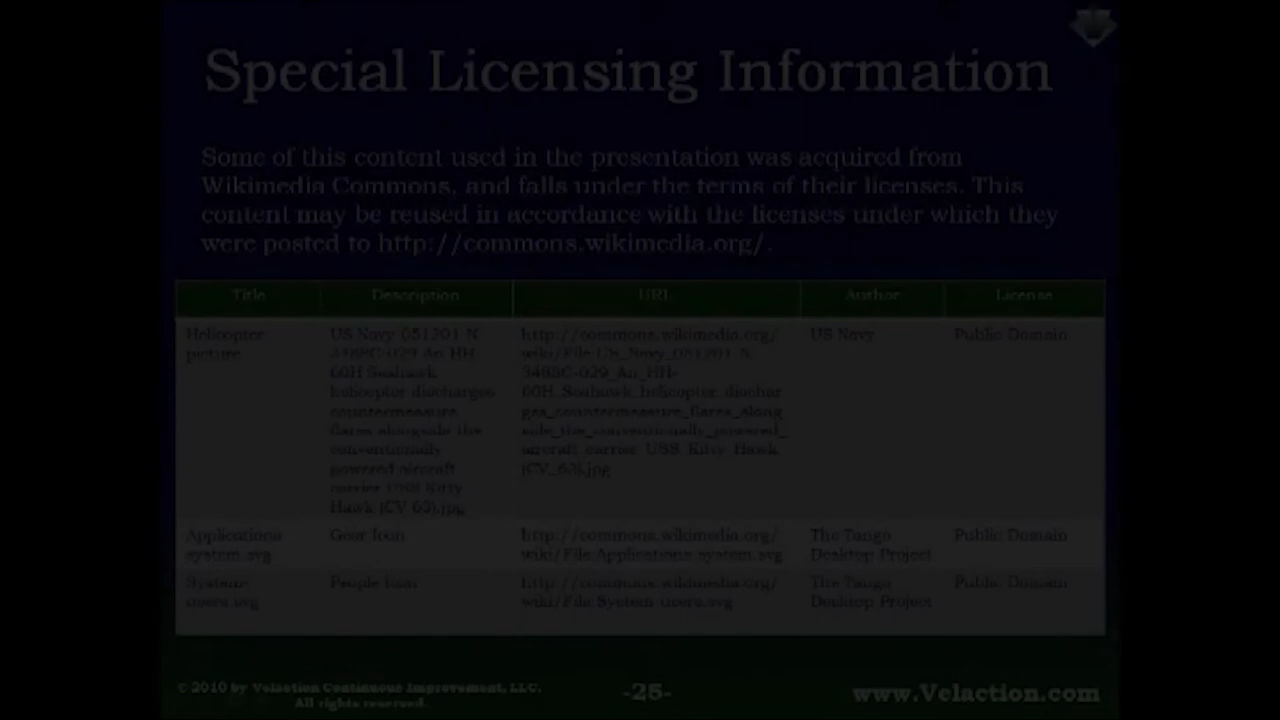 Special Licensing Information
Some of this content used in the presentation was acquired from
Wikimedia Commons, and falls under the terms of their licenses. This
content may be reused in accordance with the licenses under which they
were posted to http://commons.wikimedia.org/.
Title Description URL Author License
Helicopter
picture
US Navy 051201-N-
3488C-029 An HH-
60H Seahawk
helicopter discharges
countermeasure
flares alongside the
conventionally
powered aircraft
carrier USS Kitty
Hawk (CV 63).jpg
http://commons.wikimedia.org/
wiki/File:US_Navy_051201-N-
3488C-029_An_HH-
60H_Seahawk_helicopter_dischar
ges_countermeasure_flares_along
side_the_conventionally_powered_
aircraft_carrier_USS_Kitty_Hawk_
(CV_63).jpg
US Navy
Public Domain
Applications-
system.svg
Gear Icon
http://commons.wikimedia.org/
wiki/File:Applications-system.svg
The Tango
Desktop Project
Public Domain
System-
users.svg
People Icon
http://commons.wikimedia.org/
wiki/File:System-users.svg
The Tango
Desktop Project
Public Domain
© 2010 by Velaction Continuous Improvement, LLC.
All rights reserved.
-25-
www.Velaction.com